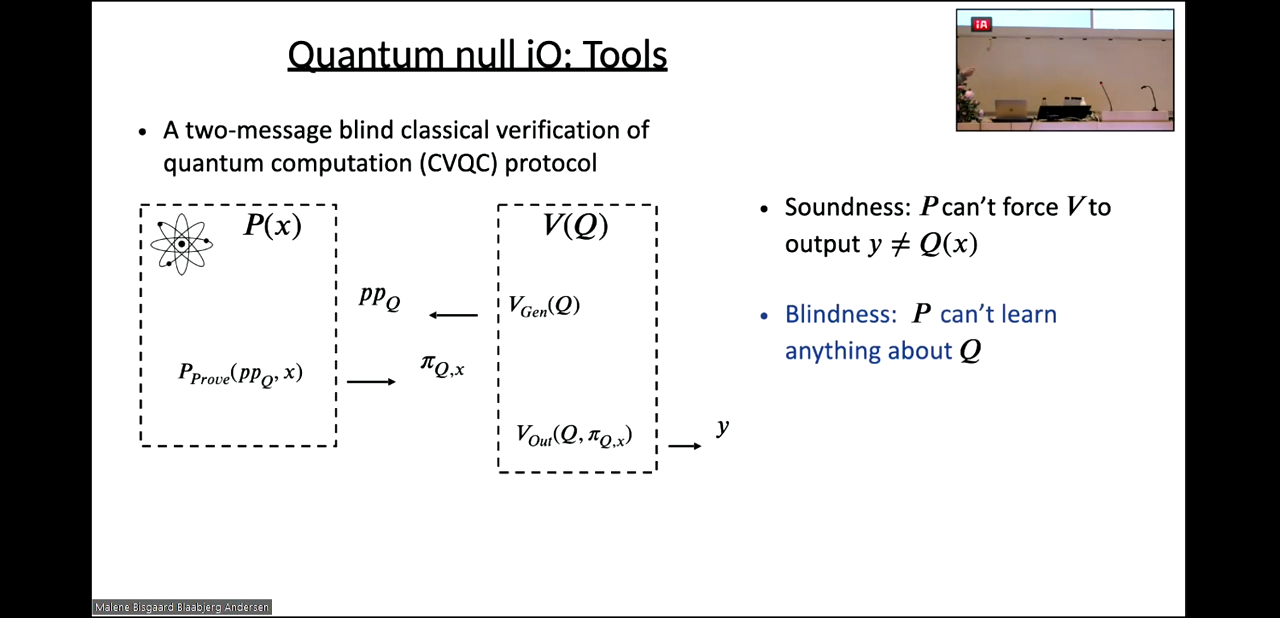 Quantum null iO: Tools
iA
• A two-message blind classical verification of
quantum computation (CVQC) protocol
P(x)
V(Q)
pp_Q
V_Gen(Q)
P_Prove(pp_Q, x)
π_Q,x
V_Out(Q, π_Q,x)
y
• Soundness: P can't force V to
output y ≠ Q(x)
• Blindness: P can't learn
anything about Q
Malene Bisgaard Blaabjerg Andersen